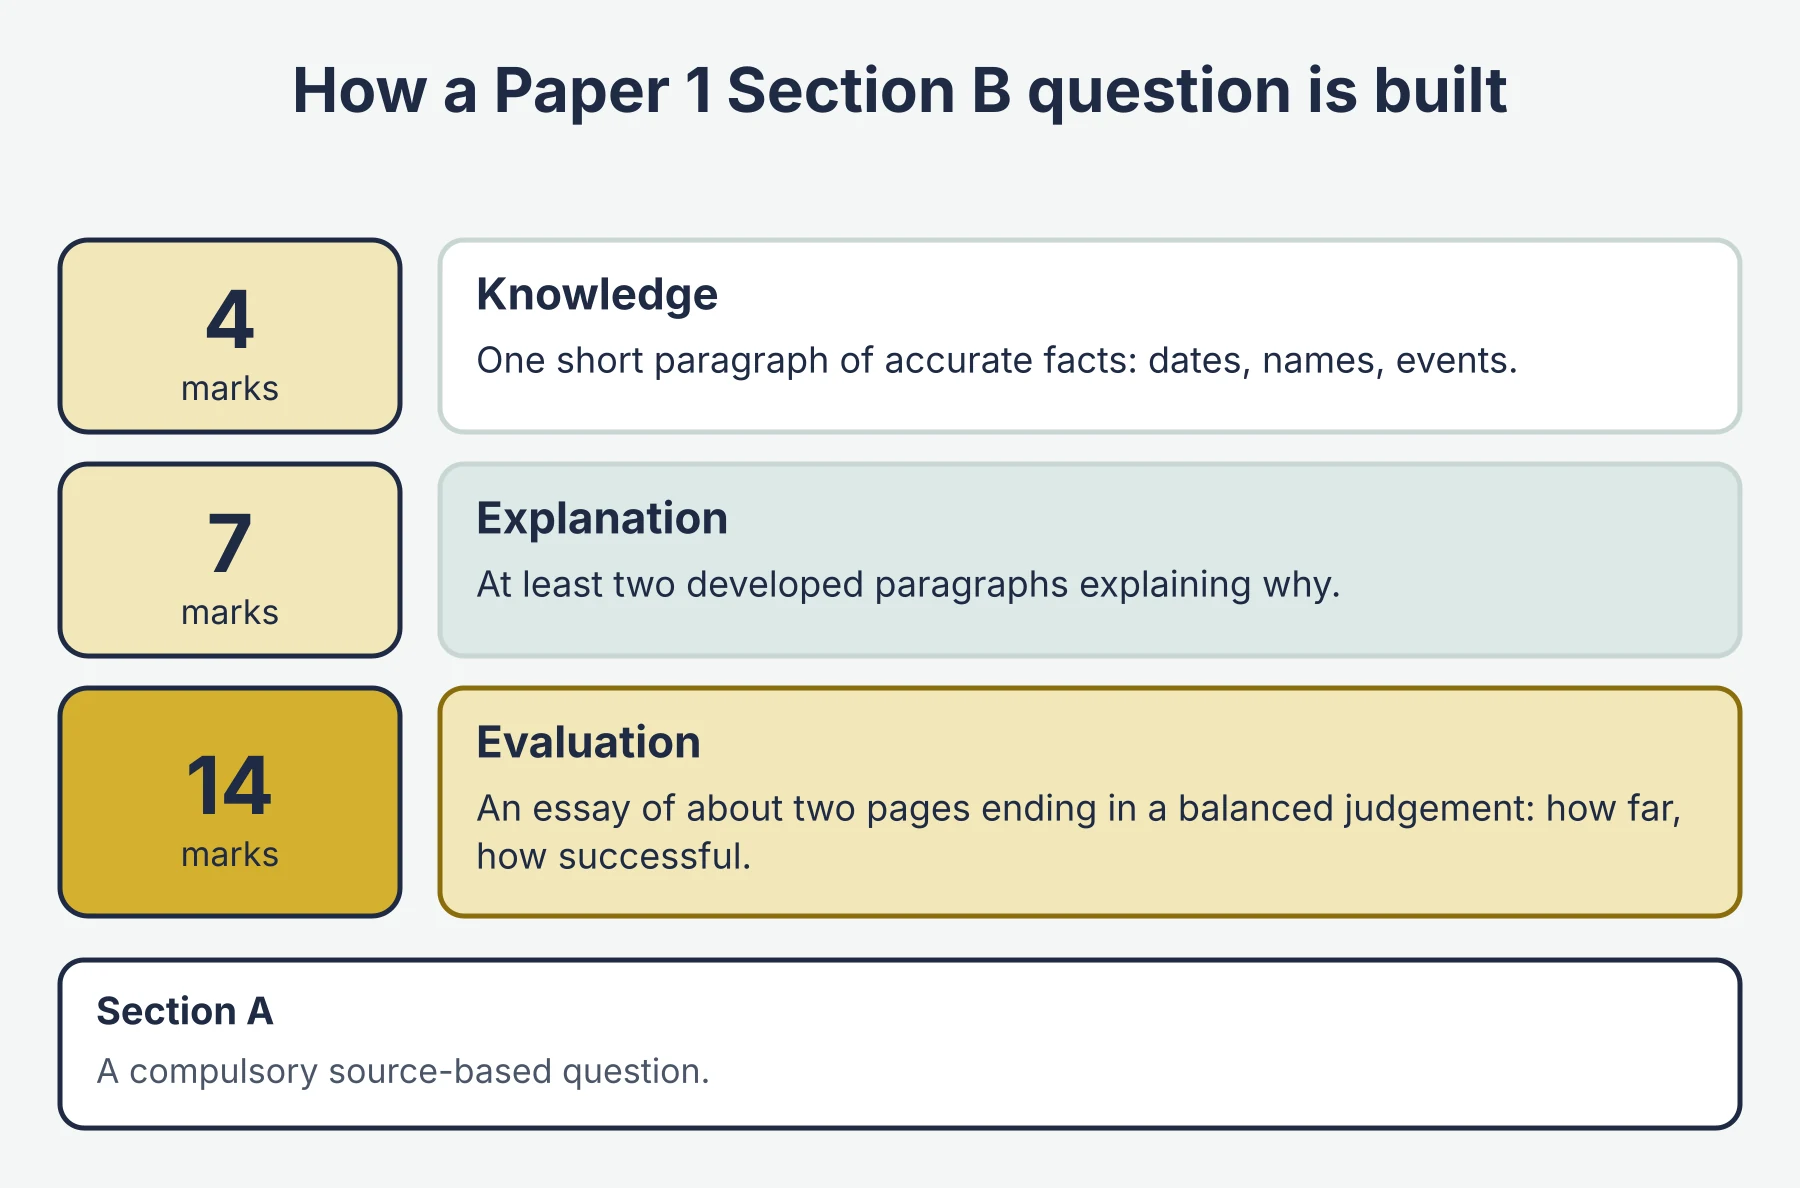 How a Paper 1 Section B question is built
4
marks
Knowledge
One short paragraph of accurate facts: dates, names, events.
7
marks
Explanation
At least two developed paragraphs explaining why.
14
marks
Evaluation
An essay of about two pages ending in a balanced judgement: how far,
how successful.
Section A
A compulsory source-based question.